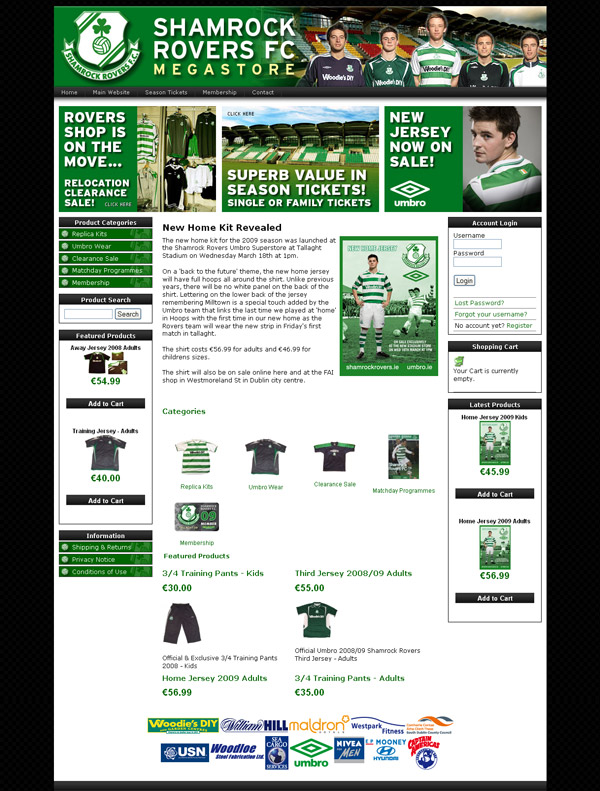 SHAMROCK
ROVERS FC
MEGASTORE
SHAMROCK ROVERS F.C.
Home Main Website Season Tickets Membership Contact
ROVERS
SHOP IS
ON THE
MOVE...
RELOCATION
CLEARANCE
SALE!
CLICK HERE
CLICK HERE
SUPERB VALUE IN
SEASON TICKETS!
SINGLE OR FAMILY TICKETS
NEW
JERSEY
NOW ON
SALE!
umbro
Product Categories
Replica Kits
Umbro Wear
Clearance Sale
Matchday Programmes
Membership
Product Search
Search
Featured Products
Away Jersey 2008 Adults
€54.99
Add to Cart
Training Jersey - Adults
€40.00
Add to Cart
Information
Shipping & Returns
Privacy Notice
Conditions of Use
New Home Kit Revealed
The new home kit for the 2009 season was launched at
the Shamrock Rovers Umbro Superstore at Tallaght
Stadium on Wednesday March 18th at 1pm.
On a 'back to the future' theme, the new home jersey
will have full hoops all around the shirt. Unlike previous
years, there will be no white panel on the back of the
shirt. Lettering on the lower back of the jersey
remembering Milltown is a special touch added by the
Umbro team that links the last time we played at 'home'
in Hoops with the first time in our new home as the
Rovers team will wear the new strip in Friday's first
match in tallaght.
The shirt costs €56.99 for adults and €46.99 for
childrens sizes.
The shirt will also be on sale online here and at the FAI
shop in Westmoreland St in Dublin city centre.
NEW HOME JERSEY
shamrockrovers.ie umbro.ie
Categories
Replica Kits
Umbro Wear
Clearance Sale
Matchday Programmes
Membership
Featured Products
3/4 Training Pants - Kids
€30.00
Official & Exclusive 3/4 Training Pants
2008 - Kids
Third Jersey 2008/09 Adults
€55.00
Official Umbro 2008/09 Shamrock Rovers
Third Jersey - Adults
Home Jersey 2009 Adults
€56.99
3/4 Training Pants - Adults
€35.00
Account Login
Username
Password
Login
Lost Password?
Forgot your username?
No account yet? Register
Shopping Cart
Your Cart is currently
empty.
Latest Products
Home Jersey 2009 Kids
€45.99
Add to Cart
Home Jersey 2009 Adults
€56.99
Add to Cart
Woodie's DIY
William HILL
maldron
HOTELS
Westpark
Fitness
South Dublin County Council
USN
Woodloe
Steel Fabrication Ltd.
SEA
CARGO
SERVICES
umbro
NIVEA
MEN
LP MOONEY
HYUNDAI
CAPTAIN
AMERICAS